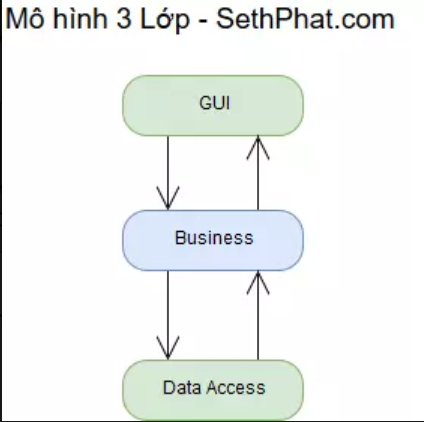 Mô hình 3 Lớp - SethPhat.com
GUI
Business
Data Access